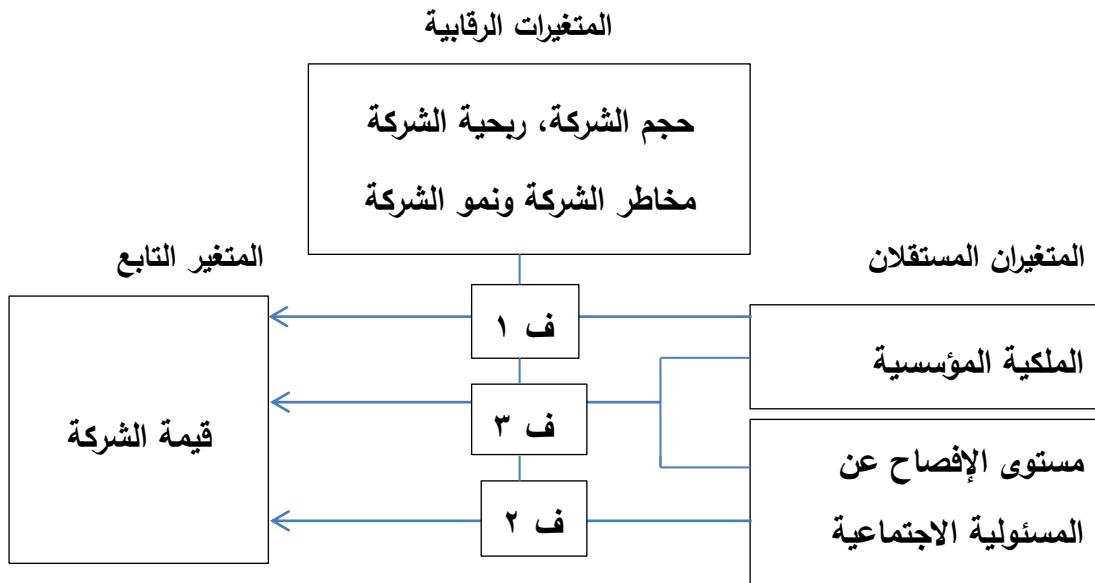 المتغيرات الرقابية
حجم الشركة، ربحية الشركة
مخاطر الشركة ونمو الشركة
المتغيران المستقلان
المتغير التابع
ف ١
الملكية المؤسسية
ف ٣
قيمة الشركة
مستوى الإفصاح عن
المسئولية الاجتماعية
ف ٢